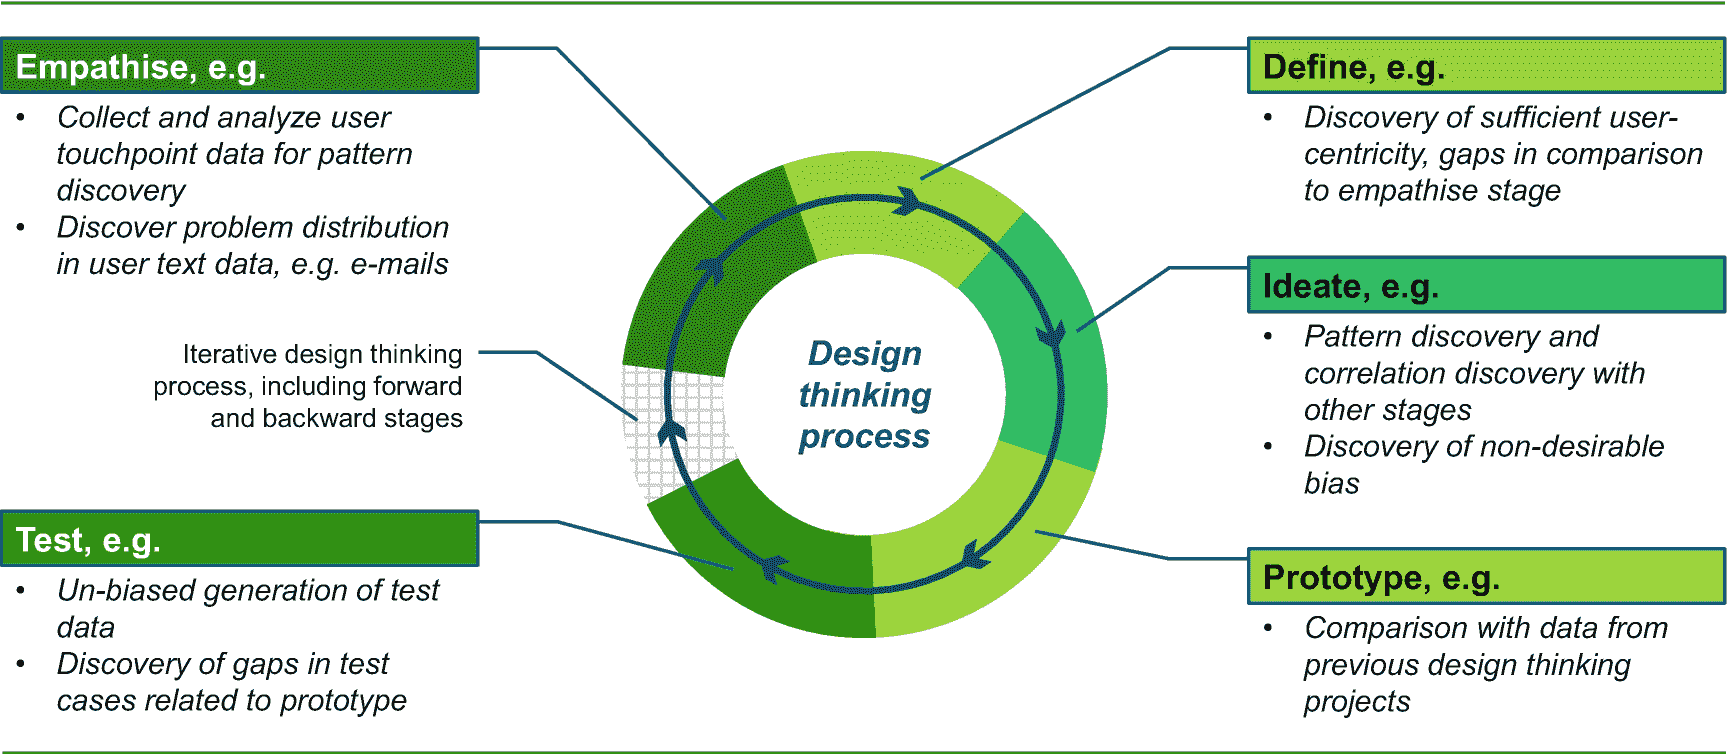 Empathise, e.g.
• Collect and analyze user
touchpoint data for pattern
discovery
• Discover problem distribution
in user text data, e.g. e-mails
Iterative design thinking
process, including forward
and backward stages
Test, e.g.
• Un-biased generation of test
data
• Discovery of gaps in test
cases related to prototype
Design
thinking
process
Define, e.g.
• Discovery of sufficient user-
centricity, gaps in comparison
to empathise stage
Ideate, e.g.
• Pattern discovery and
correlation discovery with
other stages
• Discovery of non-desirable
bias
Prototype, e.g.
• Comparison with data from
previous design thinking
projects